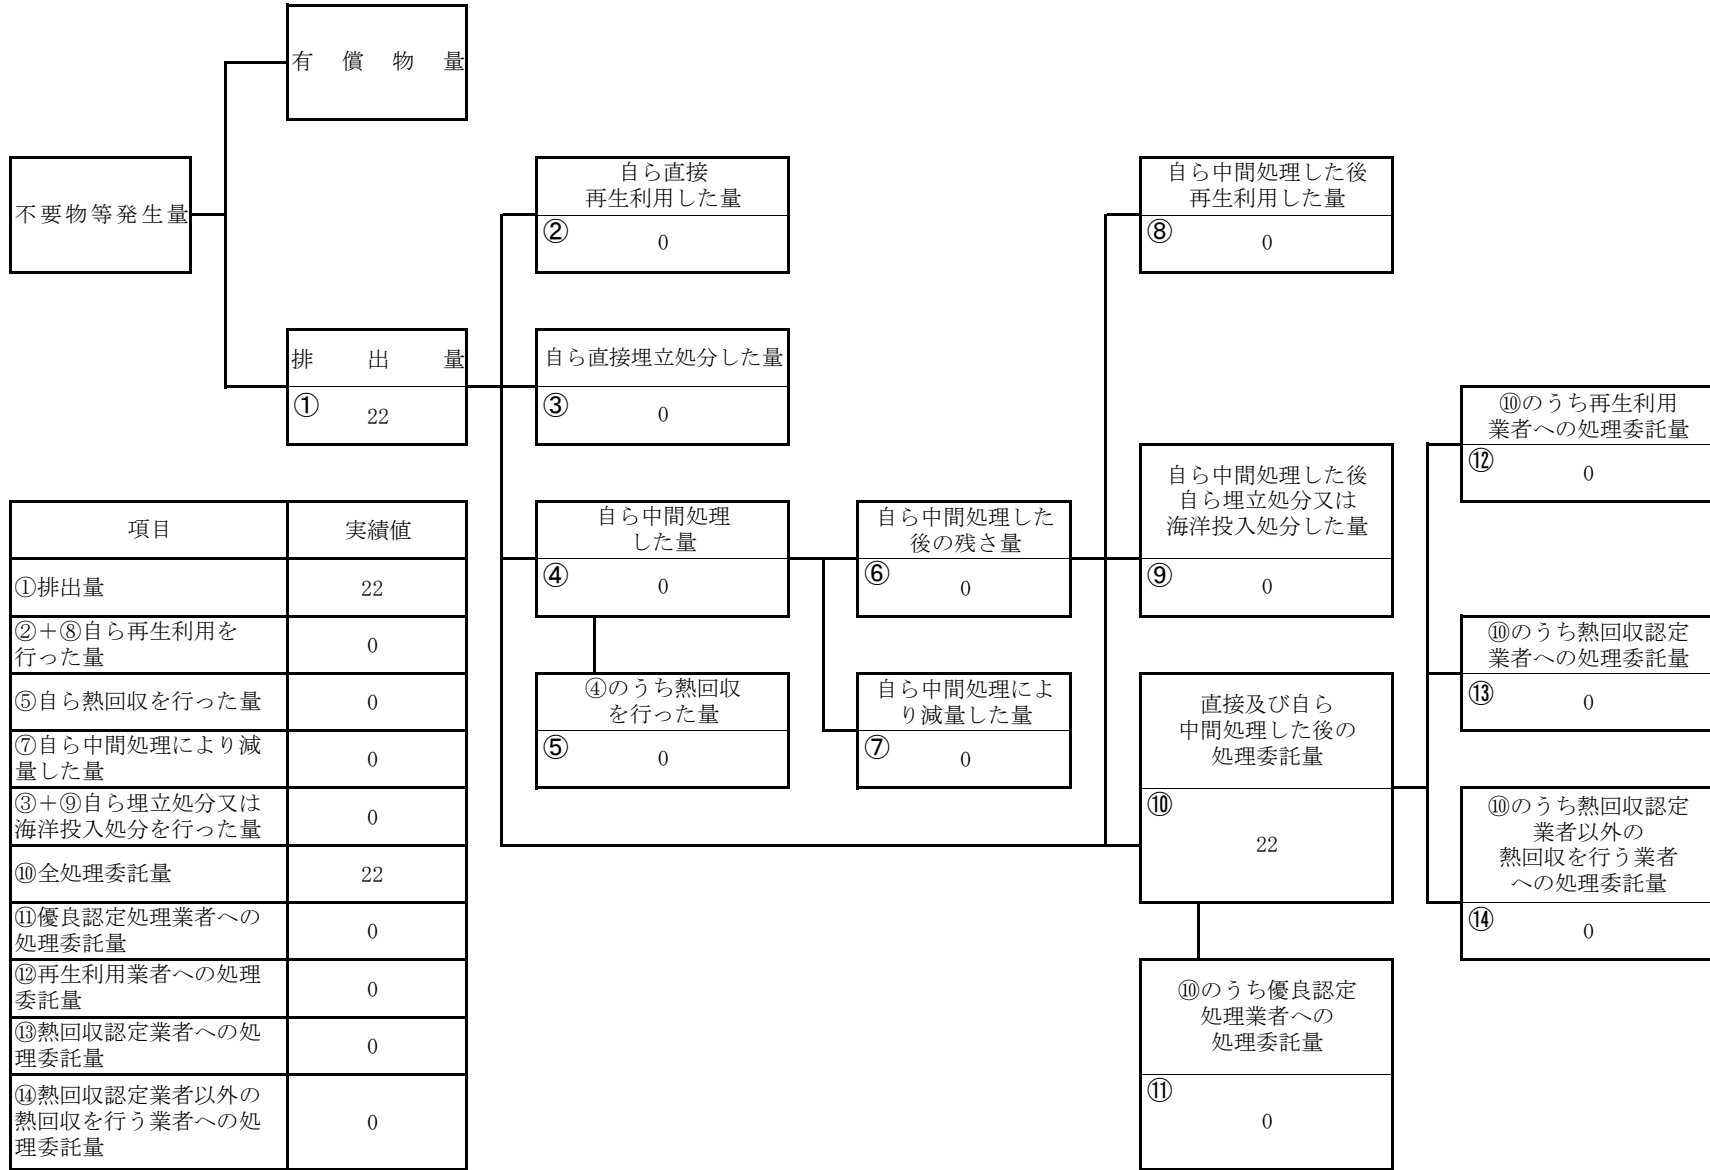 有償物量
不要物等発生量
自ら直接
再生利用した量
②
0
自ら中間処理した後
再生利用した量
⑧
0
排出量
①
22
自ら直接埋立処分した量
③
0
⑩のうち再生利用
業者への処理委託量
⑫
0
自ら中間処理した後
自ら埋立処分又は
海洋投入処分した量
⑨
0
自ら中間処理
した量
④
0
自ら中間処理した
後の残さ量
⑥
0
⑩のうち熱回収認定
業者への処理委託量
⑬
0
④のうち熱回収
を行った量
⑤
0
自ら中間処理によ
り減量した量
⑦
0
直接及び自ら
中間処理した後の
処理委託量
⑩
22
⑩のうち熱回収認定
業者以外の
熱回収を行う業者
への処理委託量
⑭
0
⑩のうち優良認定
処理業者への
処理委託量
⑪
0
項目 実績値
①排出量 22
②＋⑧自ら再生利用を
行った量
0
⑤自ら熱回収を行った量 0
⑦自ら中間処理により減
量した量
0
③＋⑨自ら埋立処分又は
海洋投入処分を行った量
0
⑩全処理委託量 22
⑪優良認定処理業者への
処理委託量
0
⑫再生利用業者への処理
委託量
0
⑬熱回収認定業者への処
理委託量
0
⑭熱回収認定業者以外の
熱回収を行う業者への処
理委託量
0